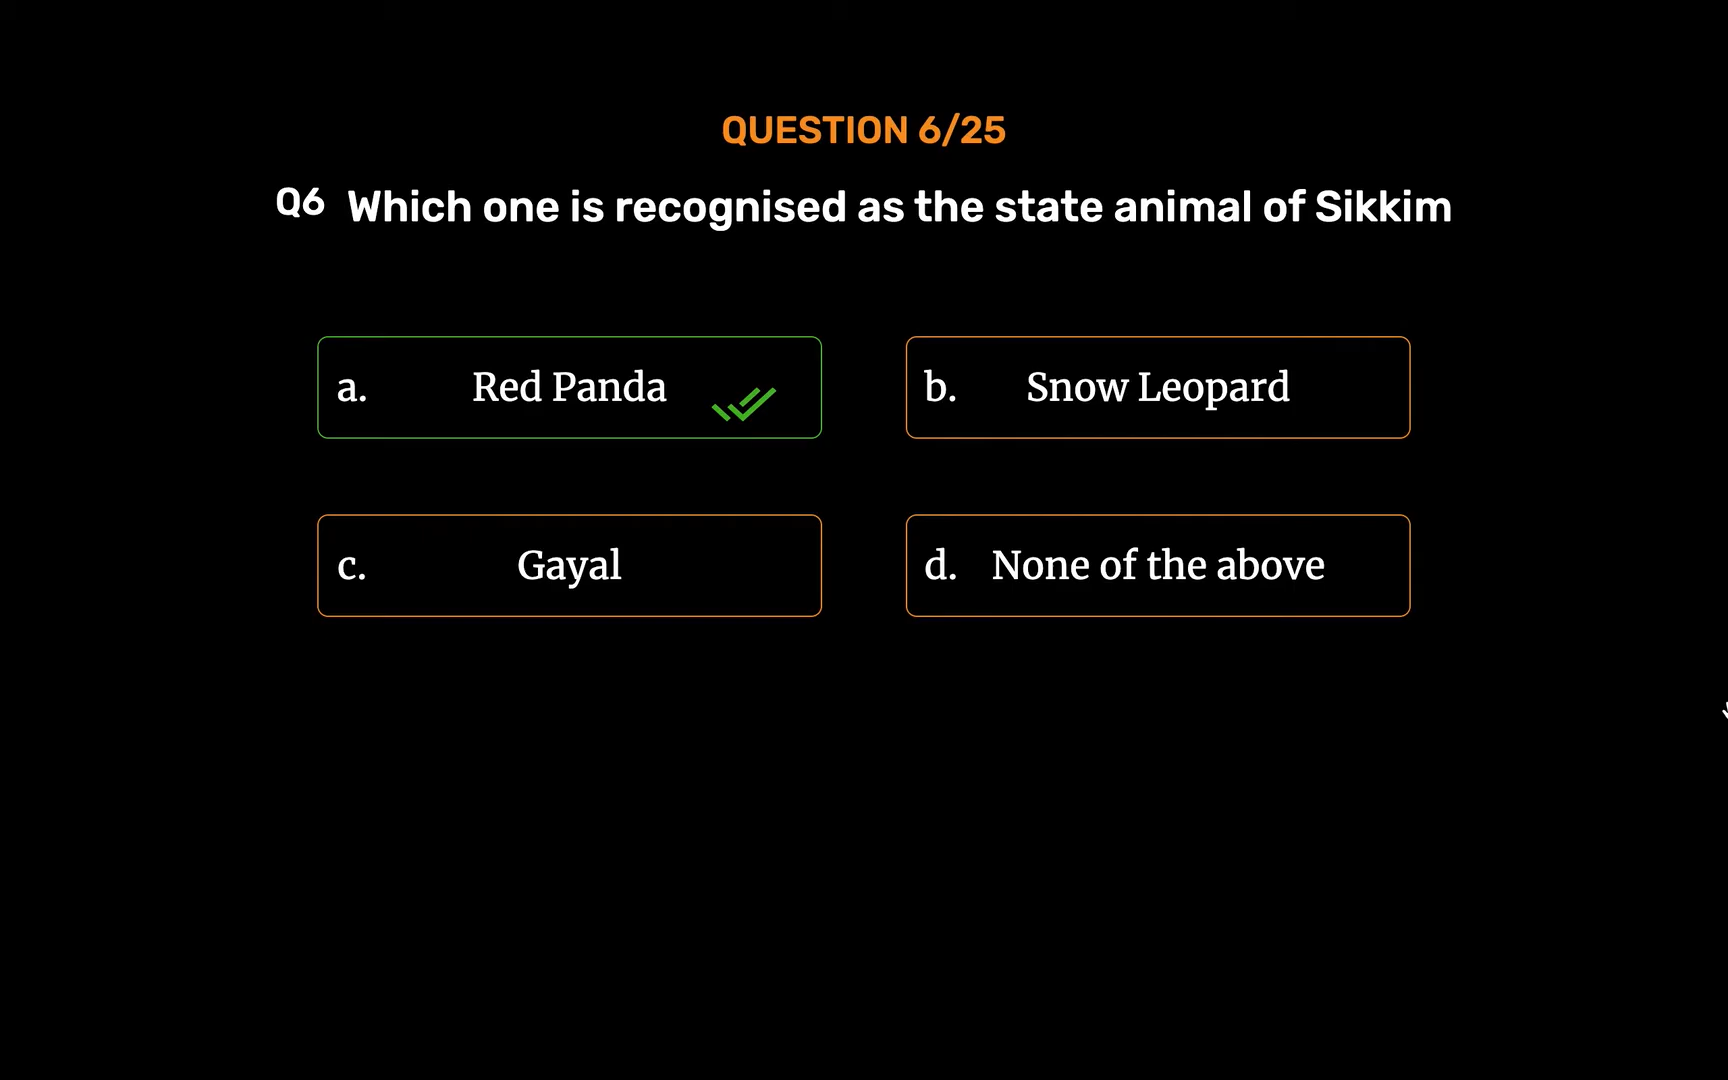 QUESTION 6/25
Q6 Which one is recognised as the state animal of Sikkim
a. Red Panda
b. Snow Leopard
c. Gayal
d. None of the above